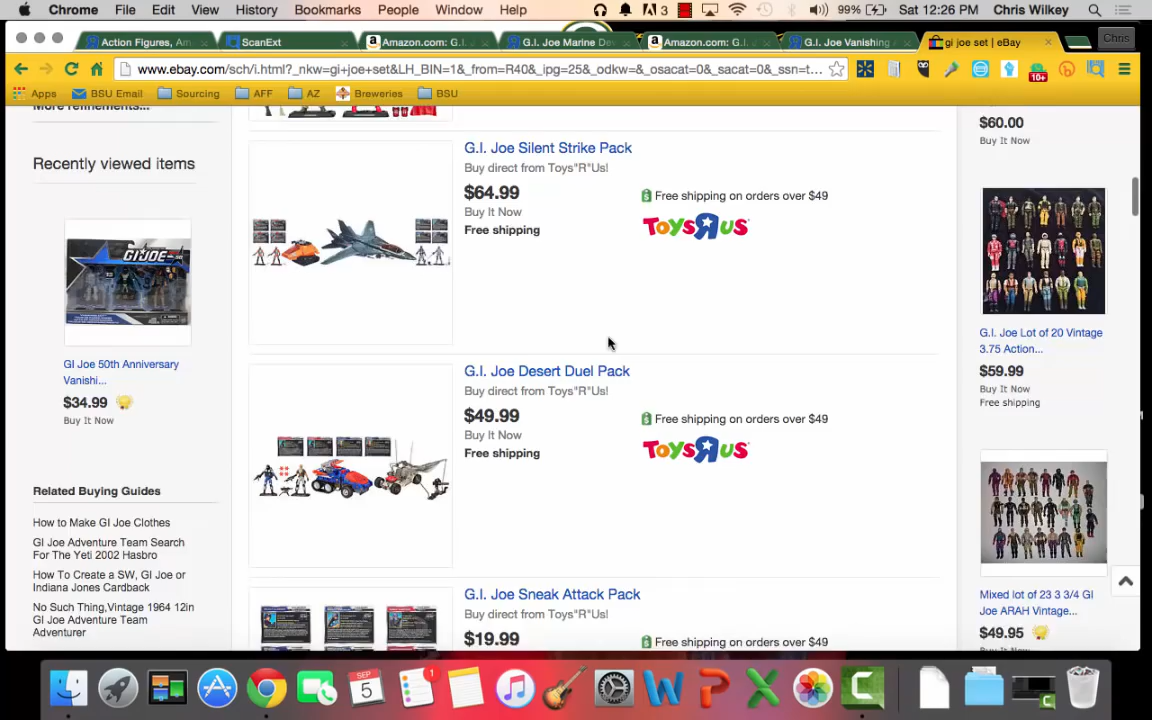 Chrome File Edit View History Bookmarks People Window Help 3 99% Sat 12:26 PM Chris Wilkey
Action Figures, Am
ScanExt
Amazon.com: G.I. J
G.I. Joe Marine De
Amazon.com: G.I. J
G.I. Joe Vanishing
gi joe set | eBay
Chris
www.ebay.com/sch/i.html?_nkw=gi+joe+set&LH_BIN=1&_from=R40&_ipg=25&_odkw=&_osacat=0&_sacat=0&_ssn=t...
10+
Apps BSU Email Sourcing AFF AZ Breweries BSU
More refinements...
Recently viewed items
GI JOE
GI Joe 50th Anniversary
Vanishi...
$34.99
Buy It Now
Related Buying Guides
How to Make GI Joe Clothes
GI Joe Adventure Team Search
For The Yeti 2002 Hasbro
How To Create a SW, GI Joe or
Indiana Jones Cardback
No Such Thing,Vintage 1964 12in
GI Joe Adventure Team
Adventurer
G.I. Joe Silent Strike Pack
Buy direct from Toys"R"Us!
$64.99
Buy It Now
Free shipping
Free shipping on orders over $49
ToysRUs
G.I. Joe Desert Duel Pack
Buy direct from Toys"R"Us!
$49.99
Buy It Now
Free shipping
Free shipping on orders over $49
ToysRUs
G.I. Joe Sneak Attack Pack
Buy direct from Toys"R"Us!
$19.99
Free shipping on orders over $49
$60.00
Buy It Now
G.I. Joe Lot of 20 Vintage
3.75 Action...
$59.99
Buy It Now
Free shipping
Mixed lot of 23 3 3/4 GI
Joe ARAH Vintage...
$49.95
SEP
5
1